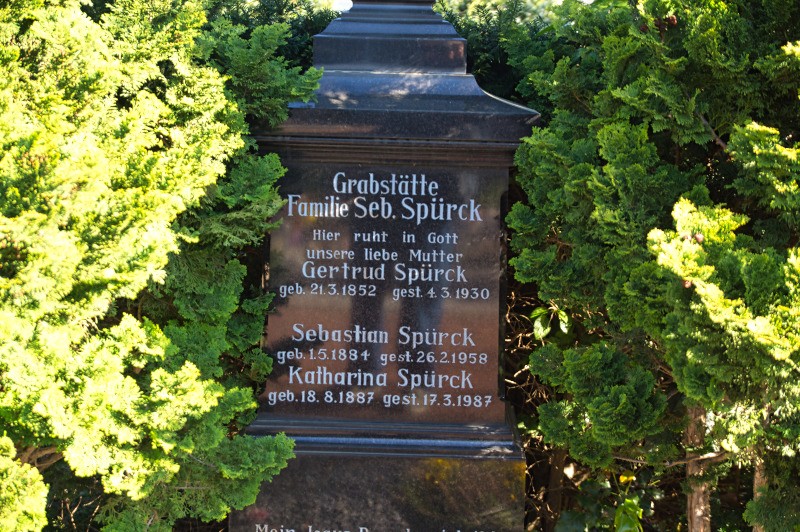 Grabstätte
Familie Seb. Spürck
Hier ruht in Gott
unsere liebe Mutter
Gertrud Spürck
geb. 21.3.1852 gest. 4.3.1930
Sebastian Spürck
geb. 1.5.1884 gest. 26.2.1958
Katharina Spürck
geb. 18.8.1887 gest. 17.3.1987
Mein Jesus